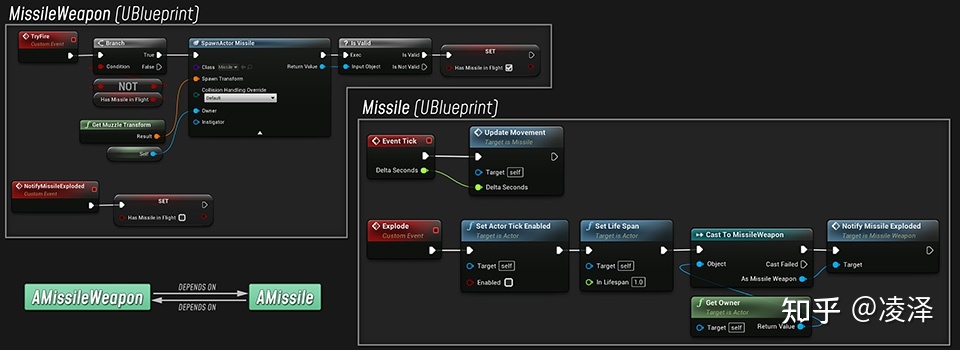 MissileWeapon (UBlueprint)
TryFire
Custom Event
Branch
True
Condition
False
NOT
Has Missile in Flight
SpawnActor Missile
Class
Missile
Return Value
Spawn Transform
Collision Handling Override
Default
Owner
Instigator
Get Muzzle Transform
Result
Self
Is Valid
Exec
Is Valid
Input Object
Is Not Valid
SET
Has Missile in Flight
NotifyMissileExploded
Custom Event
SET
Has Missile in Flight
AMissileWeapon
DEPENDS ON
DEPENDS ON
AMissile
Missile (UBlueprint)
Event Tick
Delta Seconds
Update Movement
Target is Missile
Target
self
Delta Seconds
Explode
Custom Event
Set Actor Tick Enabled
Target is Actor
Target
self
Enabled
Set Life Span
Target is Actor
Target
self
In Lifespan
1.0
Cast To MissileWeapon
Object
Cast Failed
As Missile Weapon
Notify Missile Exploded
Target is Missile Weapon
Target
Get Owner
Target is Actor
Target
self
Return Value
知乎 @凌泽